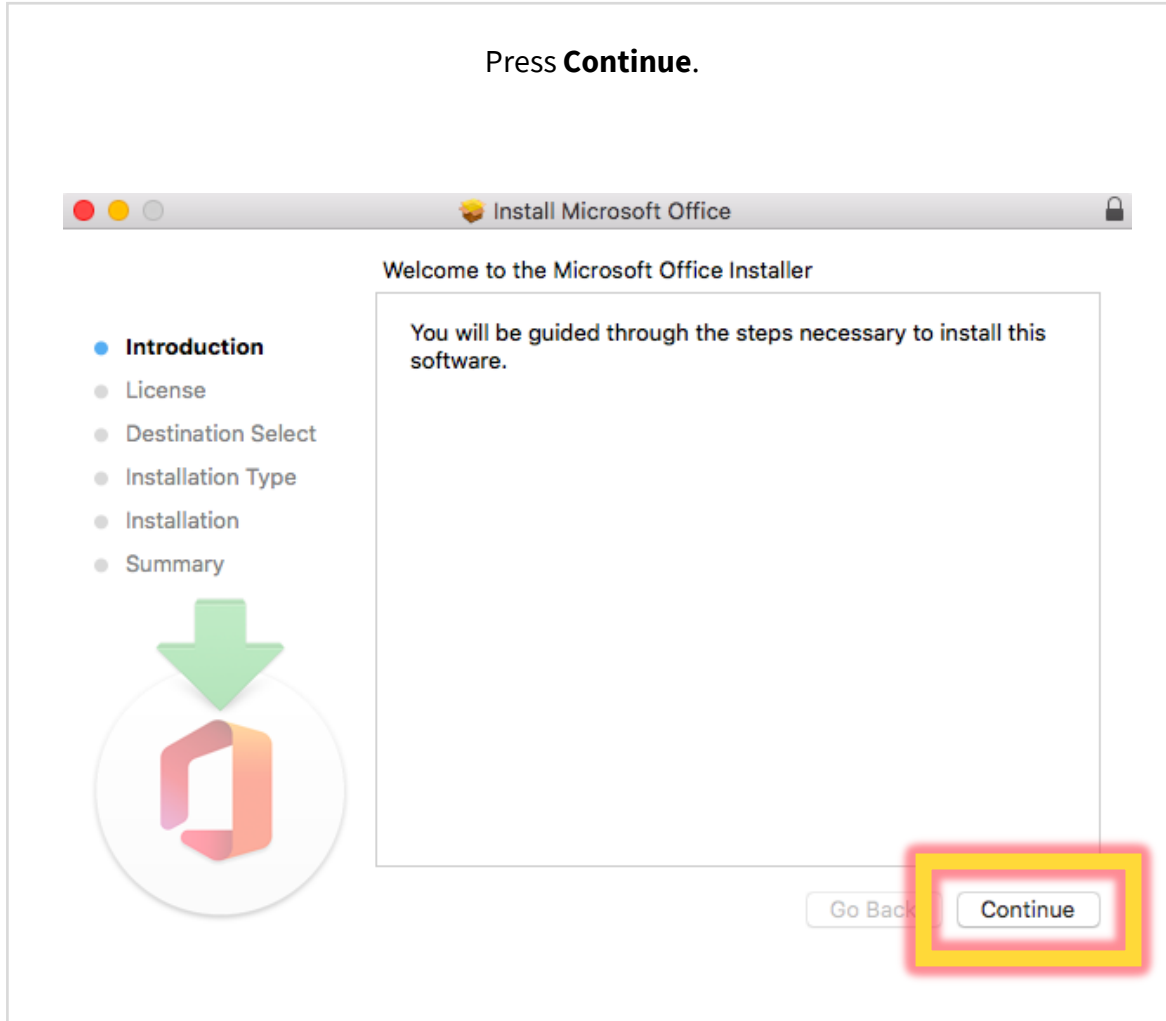 Press Continue.
Install Microsoft Office
Welcome to the Microsoft Office Installer
You will be guided through the steps necessary to install this
software.
Introduction
License
Destination Select
Installation Type
Installation
Summary
Go Back
Continue